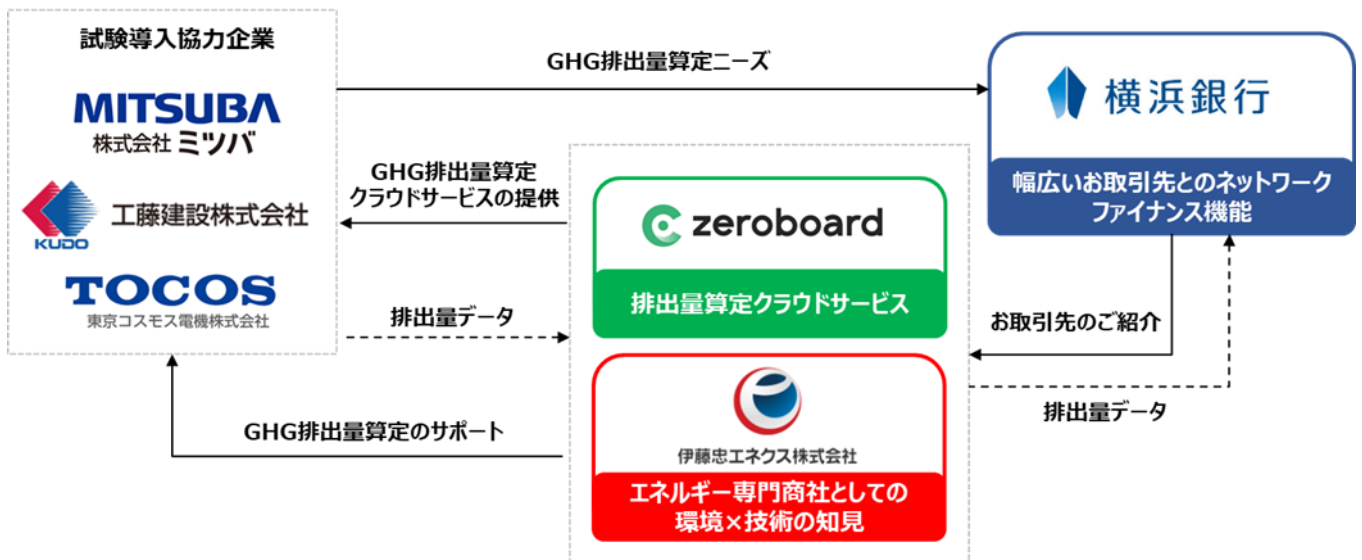 試験導入協力企業
MITSUBA
株式会社 ミツバ
KUDO
工藤建設株式会社
TOCOS
東京コスモス電機株式会社
GHG排出量算定ニーズ
GHG排出量算定
クラウドサービスの提供
排出量データ
GHG排出量算定のサポート
zeroboard
排出量算定クラウドサービス
伊藤忠エネクス株式会社
エネルギー専門商社としての
環境×技術の知見
横浜銀行
幅広いお取引先とのネットワーク
ファイナンス機能
お取引先のご紹介
排出量データ